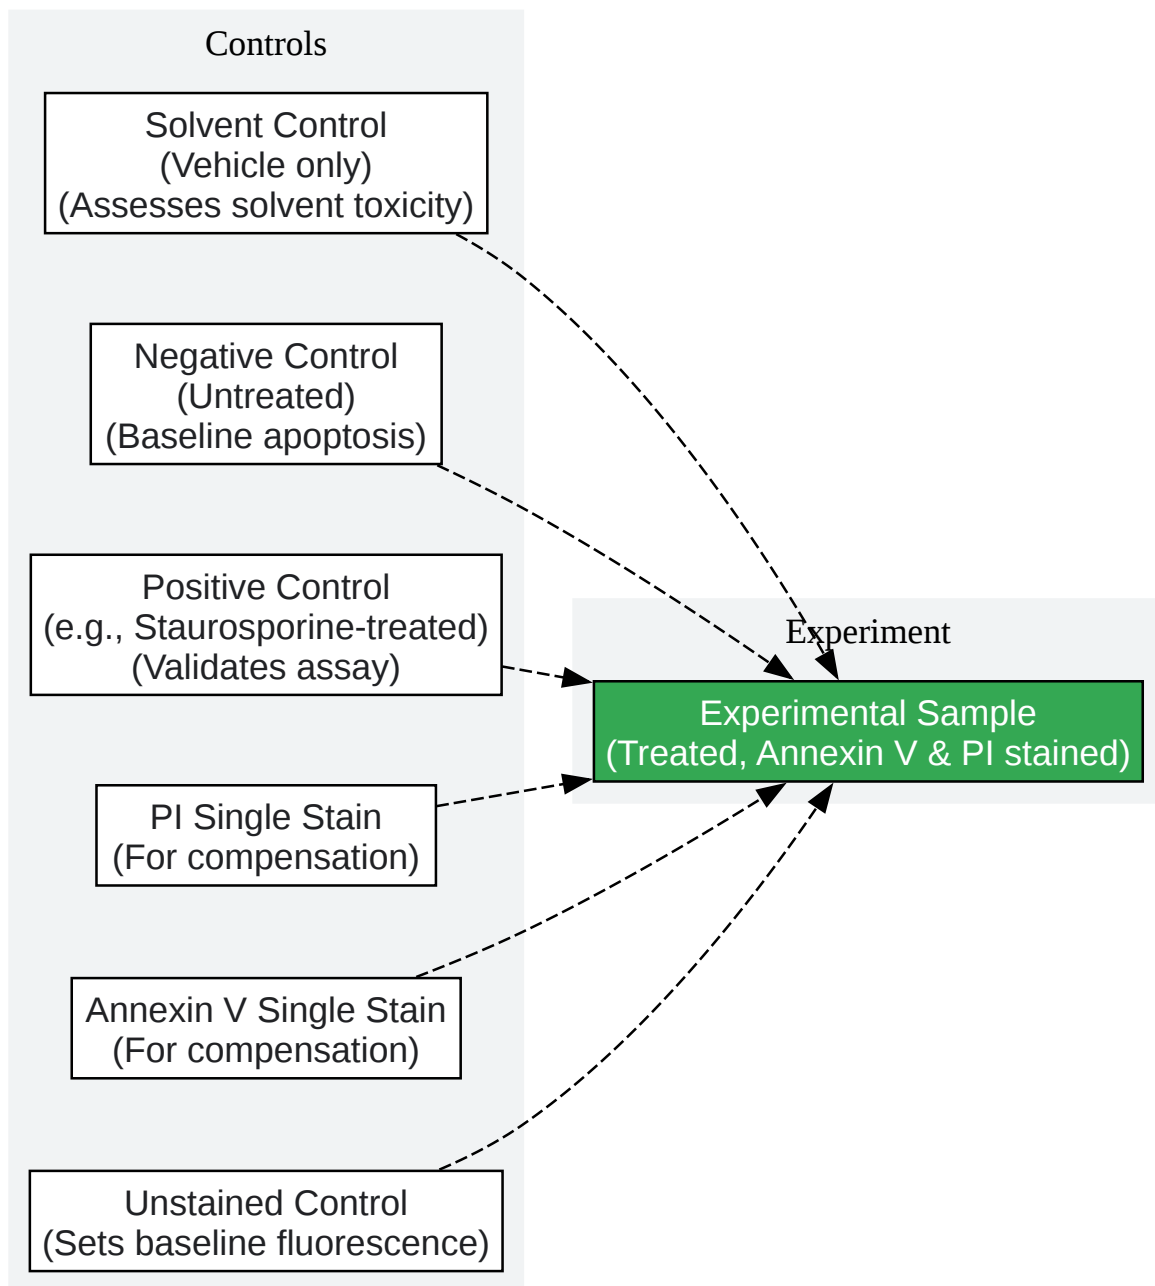 Controls
Solvent Control
(Vehicle only)
(Assesses solvent toxicity)
Negative Control
(Untreated)
(Baseline apoptosis)
Positive Control
(e.g., Staurosporine-treated)
(Validates assay)
PI Single Stain
(For compensation)
Annexin V Single Stain
(For compensation)
Unstained Control
(Sets baseline fluorescence)
Experiment
Experimental Sample
(Treated, Annexin V & PI stained)